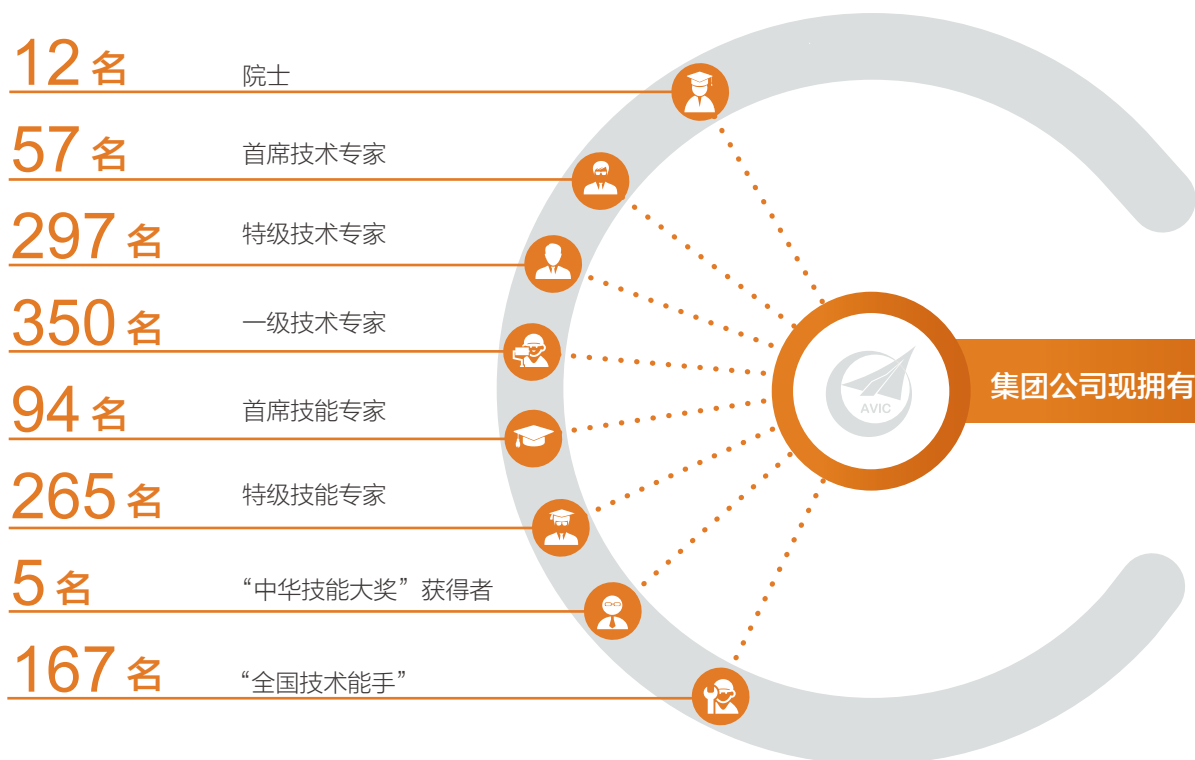 12 名 院士
57 名 首席技术专家
297 名 特级技术专家
350 名 一级技术专家
94 名 首席技能专家
265 名 特级技能专家
5 名 “中华技能大奖”获得者
167 名 “全国技术能手”
AVIC
集团公司现拥有